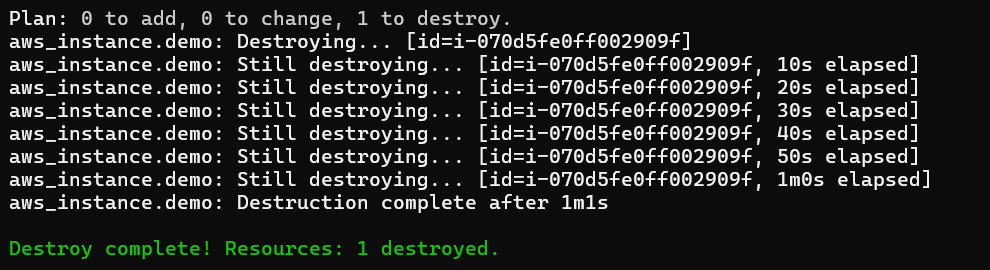 Plan: 0 to add, 0 to change, 1 to destroy.
aws_instance.demo: Destroying... [id=i-070d5fe0ff002909f]
aws_instance.demo: Still destroying... [id=i-070d5fe0ff002909f, 10s elapsed]
aws_instance.demo: Still destroying... [id=i-070d5fe0ff002909f, 20s elapsed]
aws_instance.demo: Still destroying... [id=i-070d5fe0ff002909f, 30s elapsed]
aws_instance.demo: Still destroying... [id=i-070d5fe0ff002909f, 40s elapsed]
aws_instance.demo: Still destroying... [id=i-070d5fe0ff002909f, 50s elapsed]
aws_instance.demo: Still destroying... [id=i-070d5fe0ff002909f, 1m0s elapsed]
aws_instance.demo: Destruction complete after 1m1s
Destroy complete! Resources: 1 destroyed.